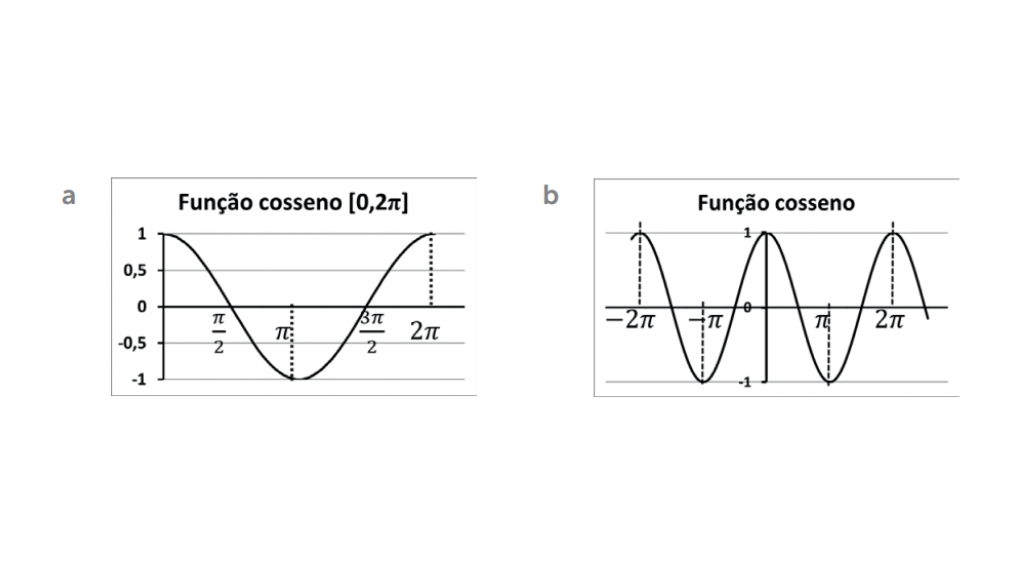 a
Função cosseno [0,2π]
1
0,5
0
-0,5
-1
π/2
π
3π/2
2π
b
Função cosseno
1
0
-1
−2π
−π
π
2π